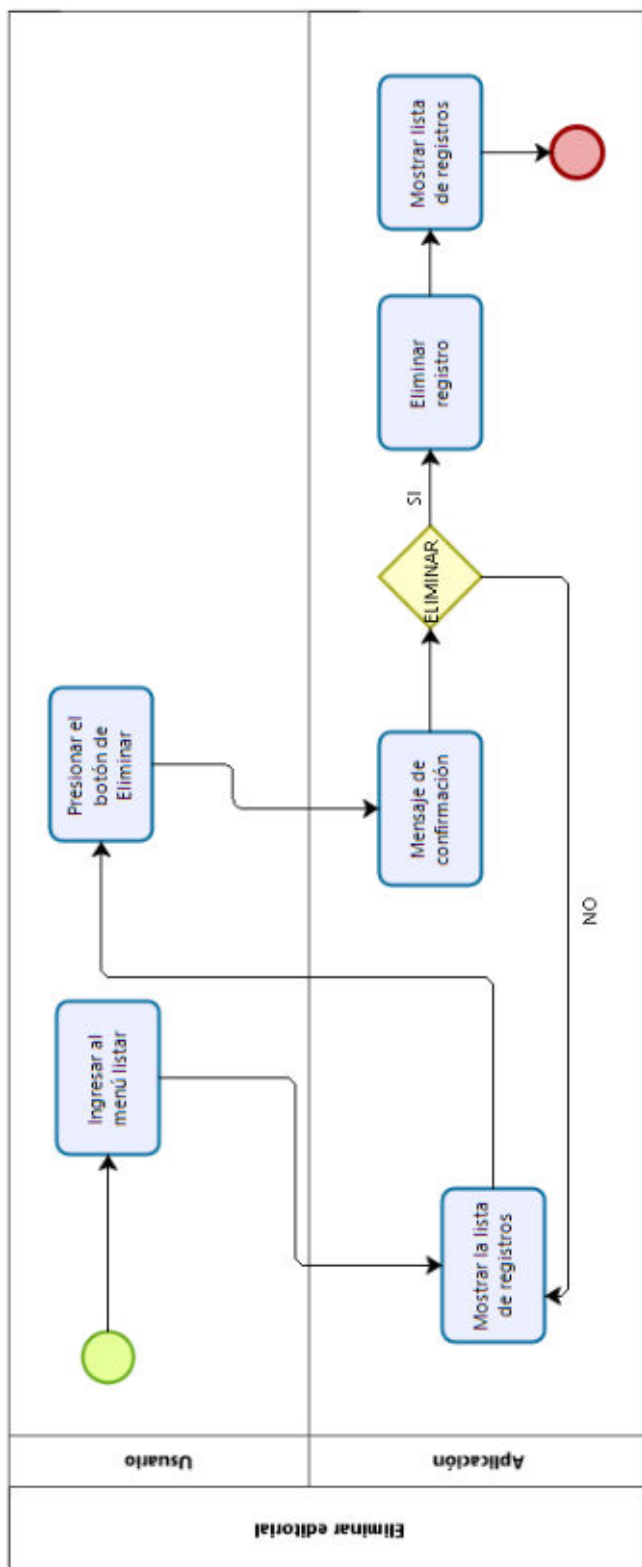 Eliminar editorial
Usuario
Aplicación
Ingresar al
menú listar
Presionar el
botón de
Eliminar
Mostrar la lista
de registros
Mensaje de
confirmación
ELIMINAR
SI
NO
Eliminar
registro
Mostrar lista
de registros